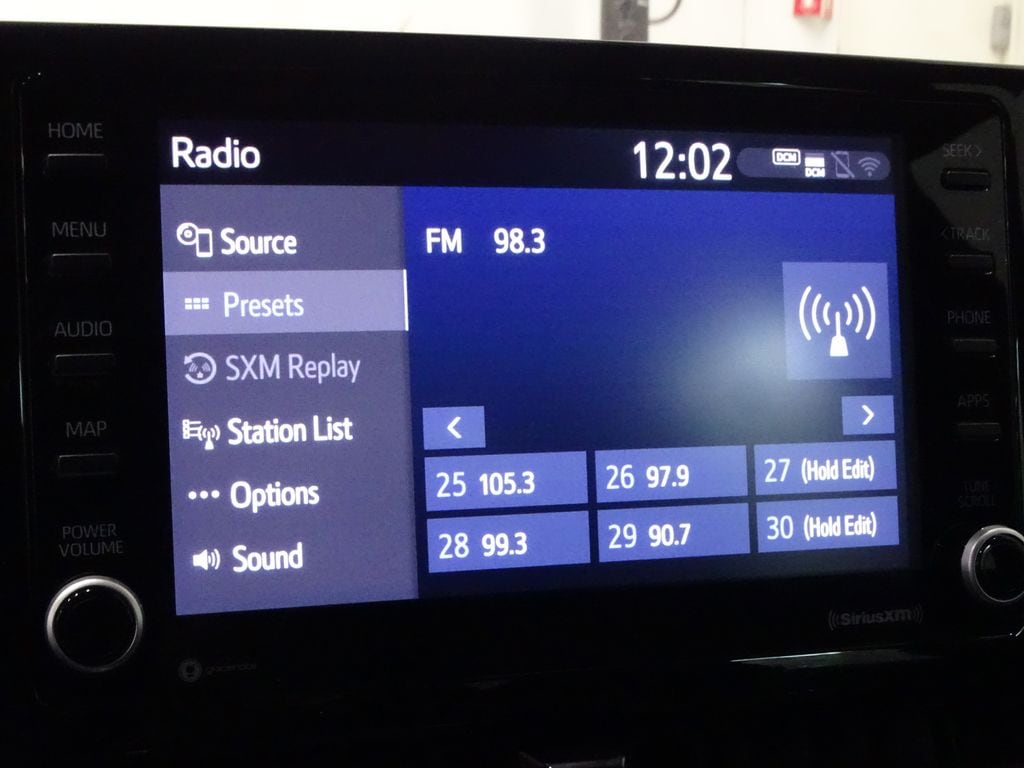 HOME
MENU
AUDIO
MAP
POWER
VOLUME
Radio
12:02
DCM
DCM
Source
Presets
SXM Replay
Station List
Options
Sound
FM 98.3
<
>
25 105.3
26 97.9
27 (Hold Edit)
28 99.3
29 90.7
30 (Hold Edit)
SEEK >
< TRACK
PHONE
APPS
TUNE
SCROLL
SiriusXM
gracenote